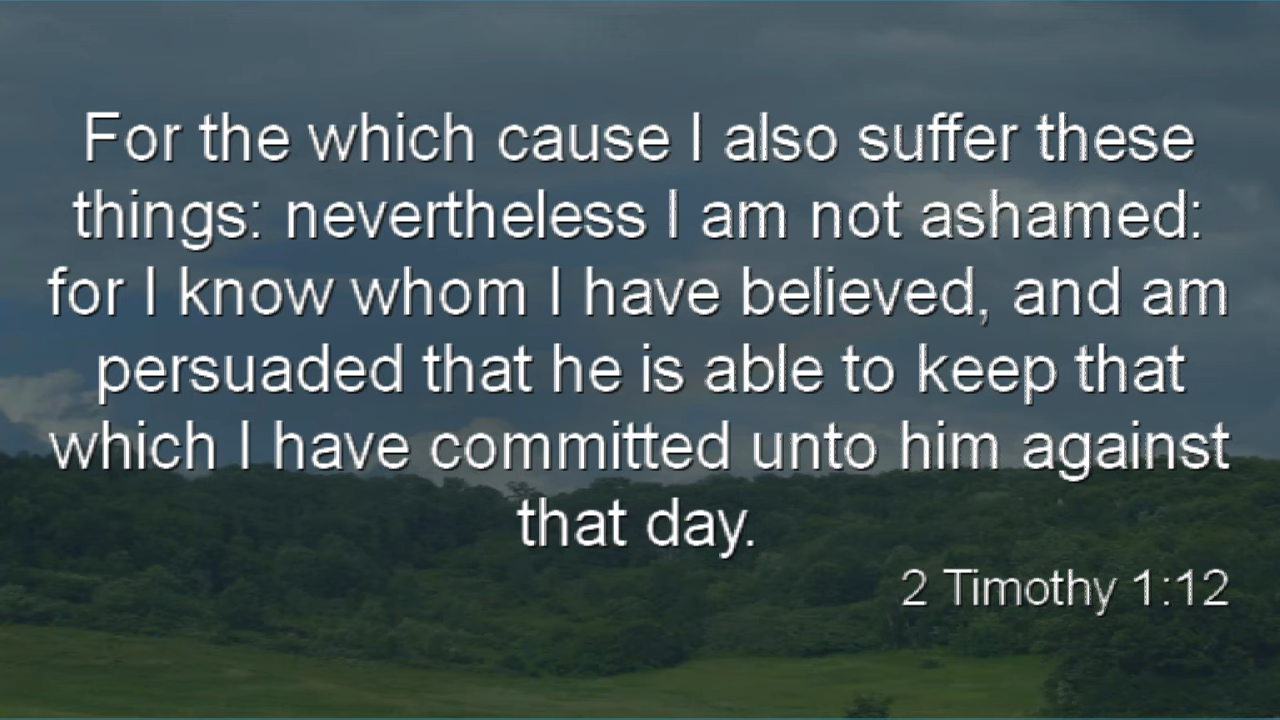 For the which cause I also suffer these
things: nevertheless I am not ashamed:
for I know whom I have believed, and am
persuaded that he is able to keep that
which I have committed unto him against
that day.
2 Timothy 1:12